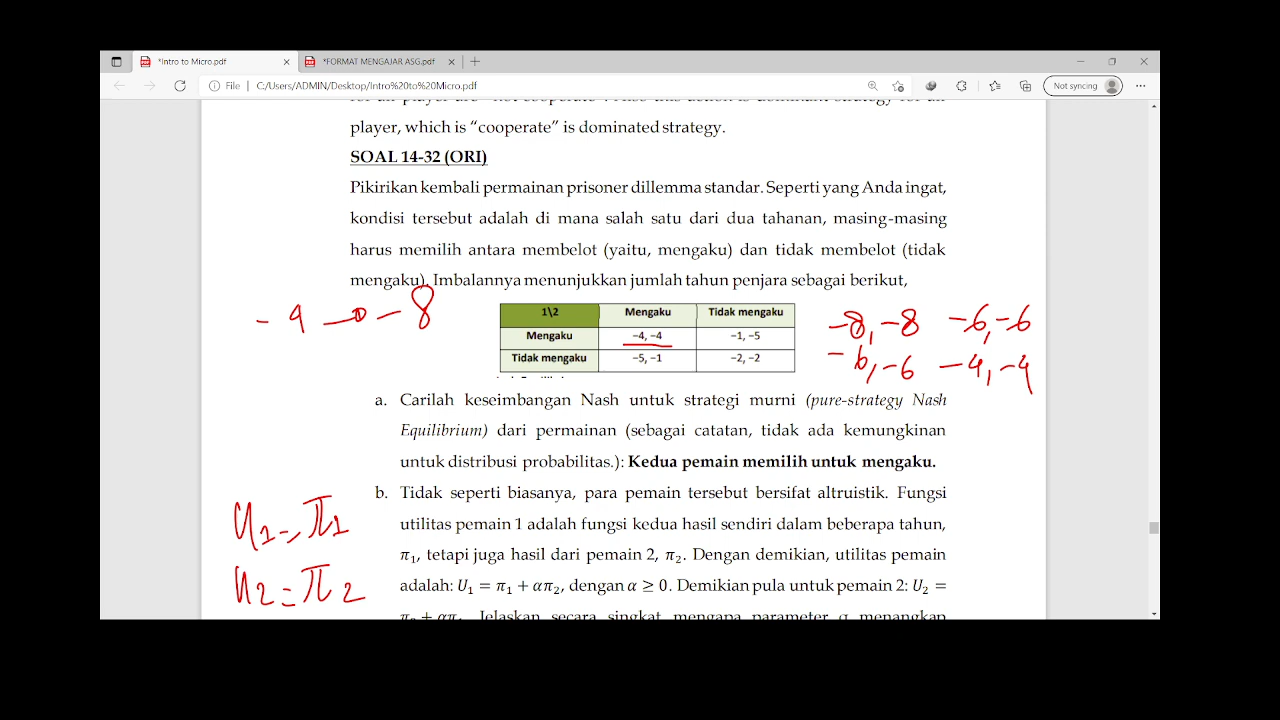 *Intro to Micro.pdf
*FORMAT MENGAJAR ASG.pdf
File
C:/Users/ADMIN/Desktop/Intro%20to%20Micro.pdf
Not syncing
player, which is "cooperate" is dominated strategy.
SOAL 14-32 (ORI)
Pikirikan kembali permainan prisoner dillemma standar. Seperti yang Anda ingat,
kondisi tersebut adalah di mana salah satu dari dua tahanan, masing-masing
harus memilih antara membelot (yaitu, mengaku) dan tidak membelot (tidak
mengaku). Imbalannya menunjukkan jumlah tahun penjara sebagai berikut,
1\2 Mengaku Tidak mengaku
Mengaku −4, −4 −1, −5
Tidak mengaku −5, −1 −2, −2
-8, -8 -6, -6
-6, -6 -4, -4
a. Carilah keseimbangan Nash untuk strategi murni (pure-strategy Nash
Equilibrium) dari permainan (sebagai catatan, tidak ada kemungkinan
untuk distribusi probabilitas.): Kedua pemain memilih untuk mengaku.
b. Tidak seperti biasanya, para pemain tersebut bersifat altruistik. Fungsi
utilitas pemain 1 adalah fungsi kedua hasil sendiri dalam beberapa tahun,
π₁, tetapi juga hasil dari pemain 2, π₂. Dengan demikian, utilitas pemain
adalah: U₁ = π₁ + απ₂, dengan α ≥ 0. Demikian pula untuk pemain 2: U₂ =
Jelaskan secara singkat mengapa parameter α menangkan
U1 = π1
U2 = π2